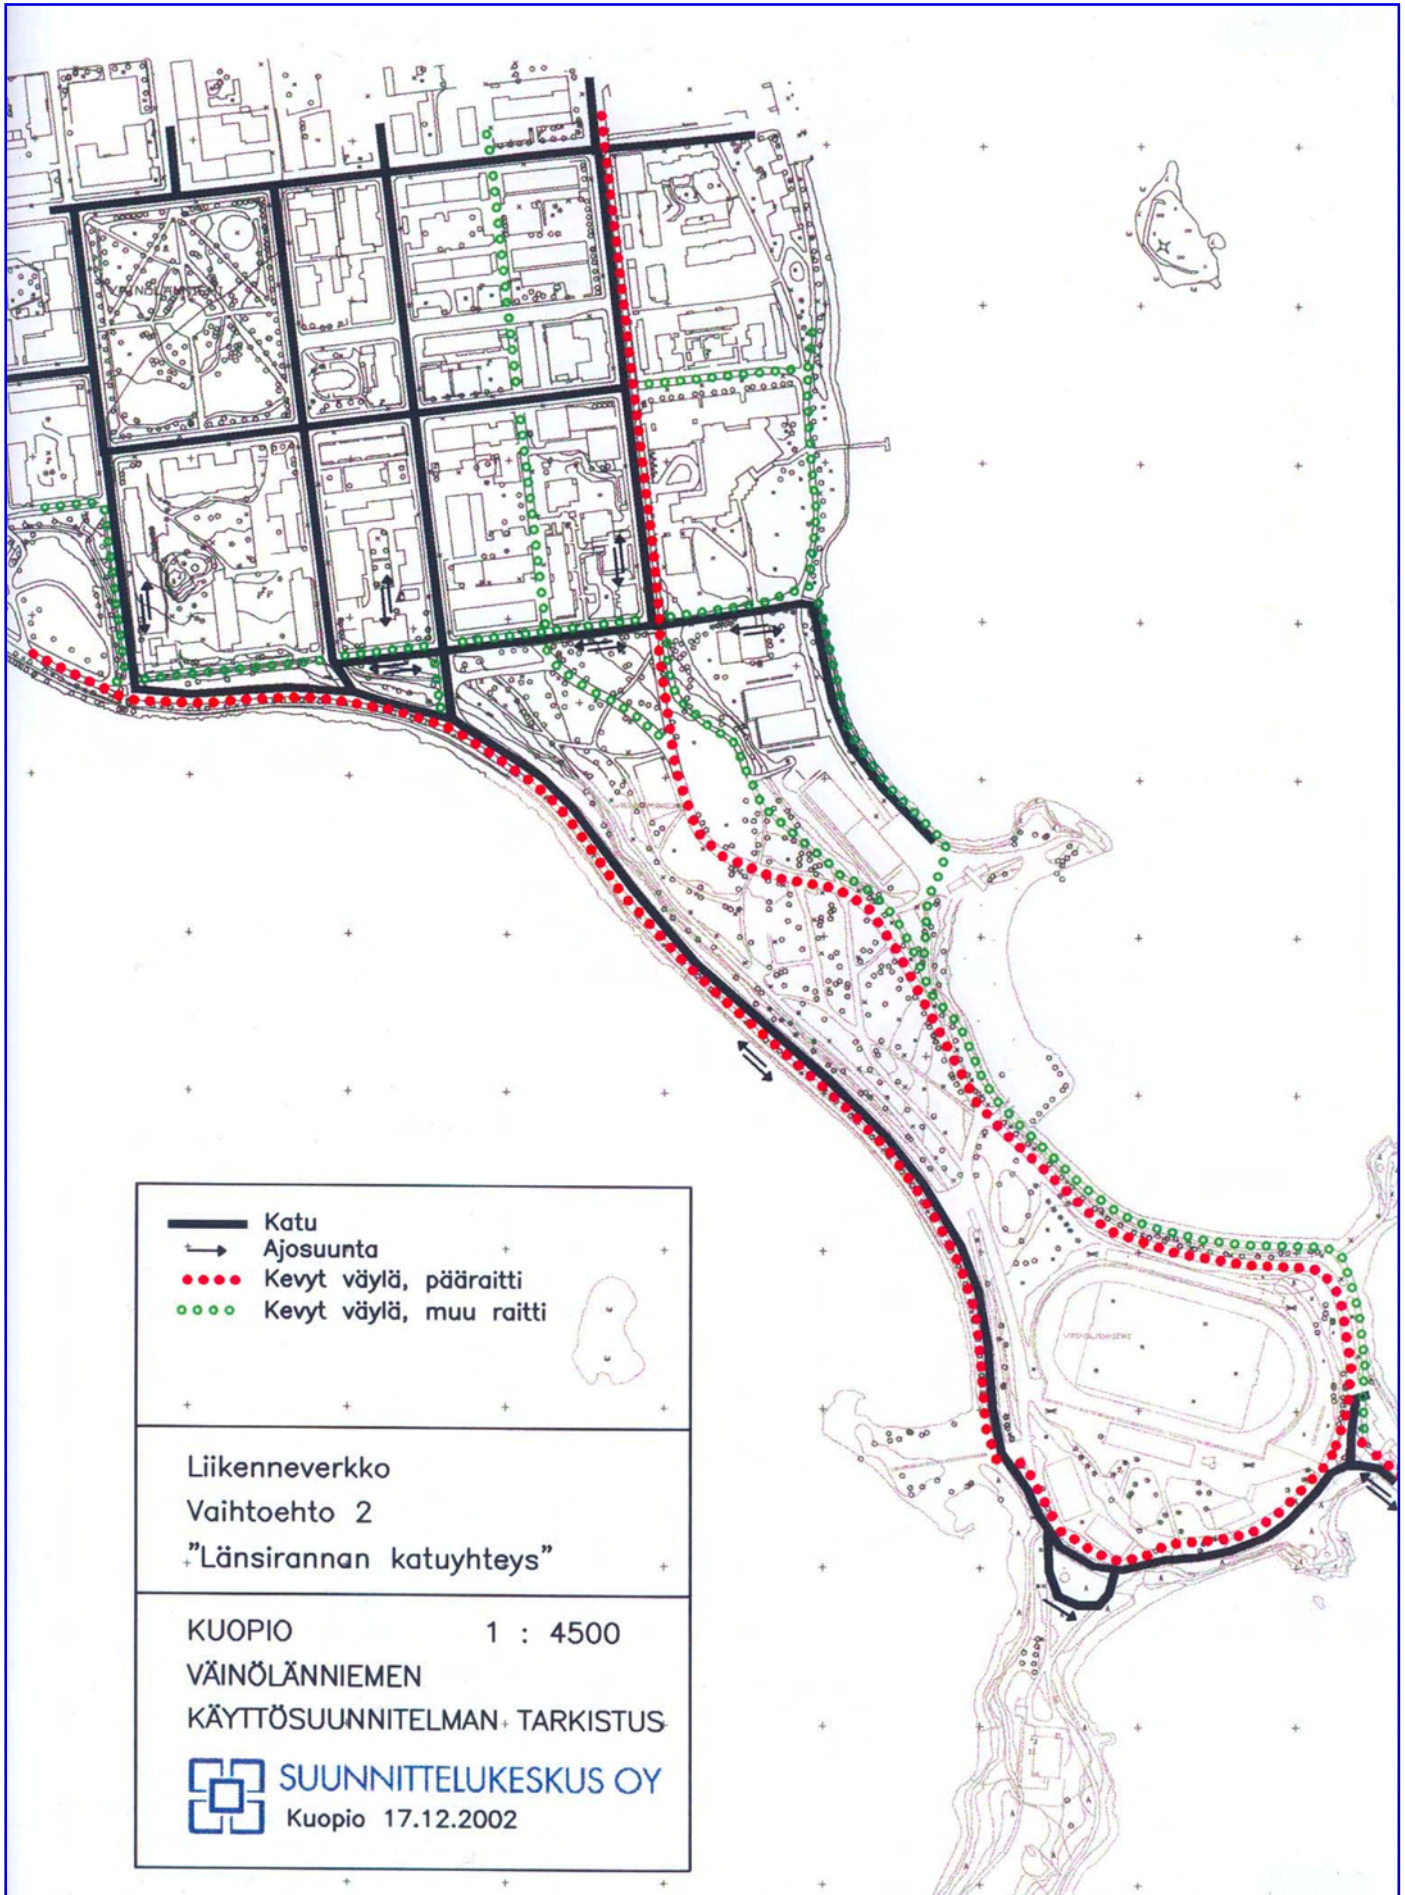 VÄINÖLÄNNIEMI
Katu
Ajosuunta
Kevyt väylä, pääraitti
Kevyt väylä, muu raitti
Liikenneverkko
Vaihtoehto 2
"Länsirannan katuyhteys"
KUOPIO 1 : 4500
VÄINÖLÄNNIEMEN
KÄYTTÖSUUNNITELMAN TARKISTUS
SUUNNITTELUKESKUS OY
Kuopio 17.12.2002